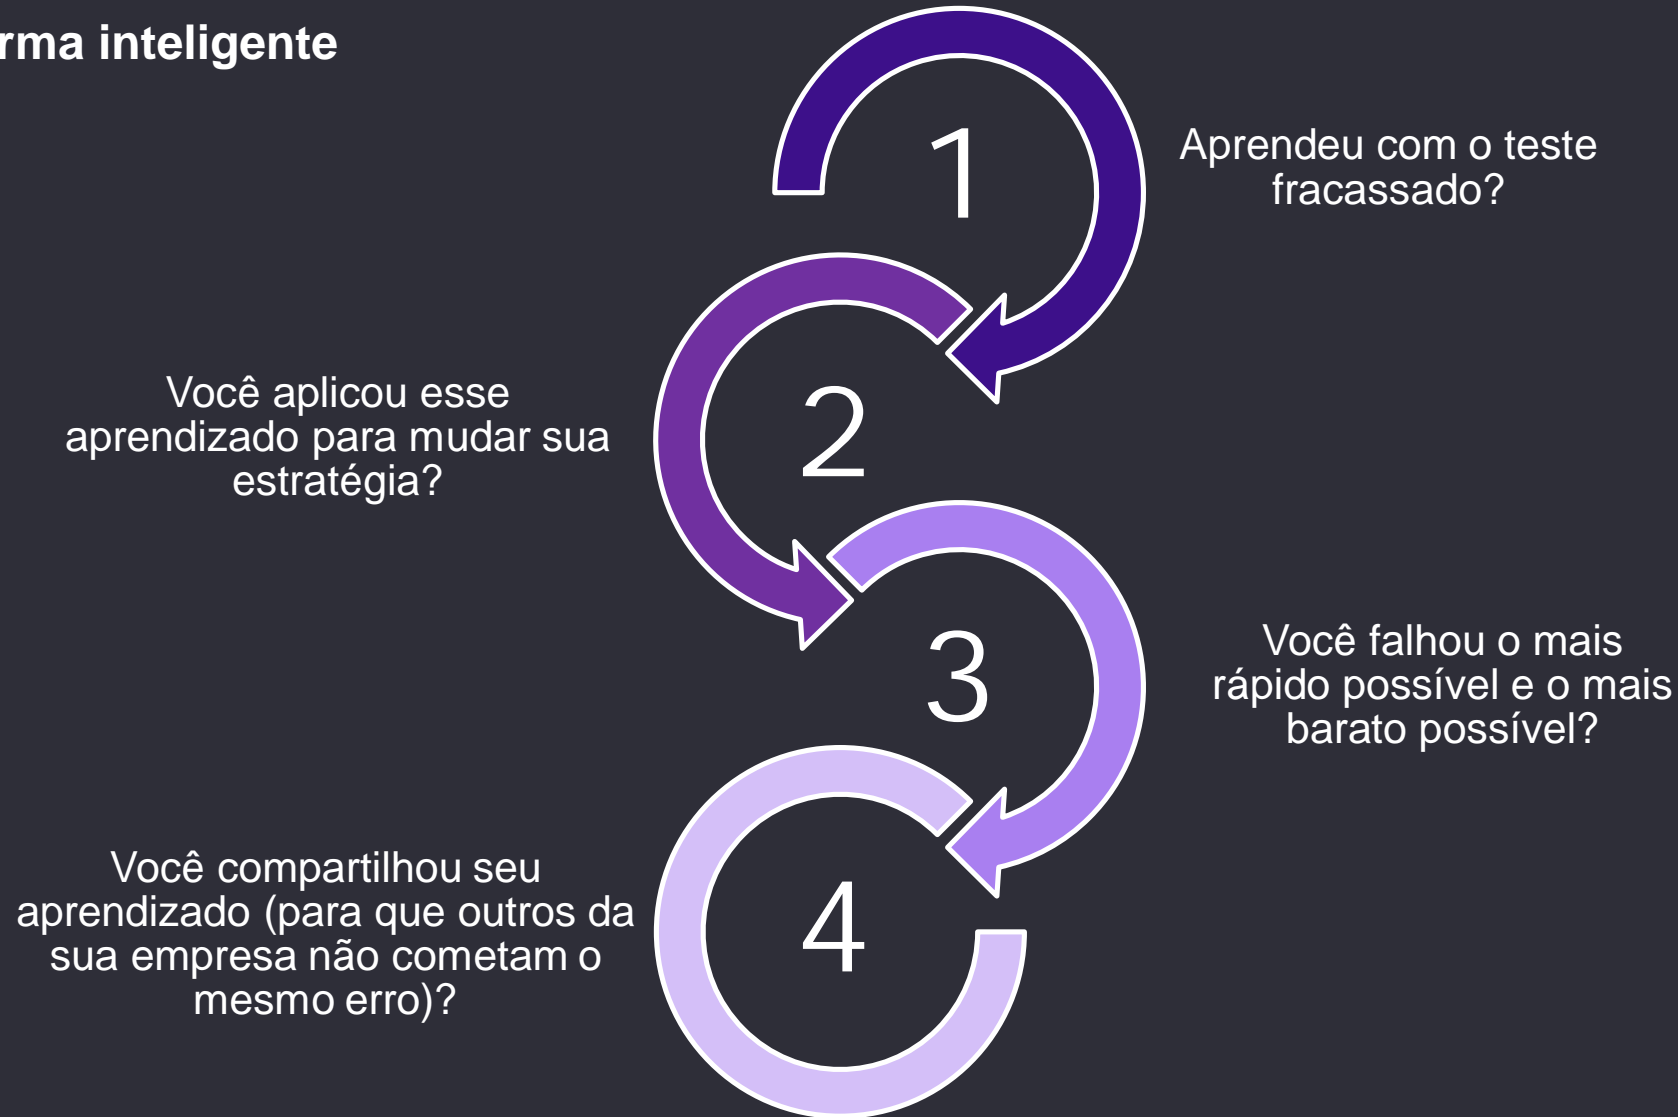 rma inteligente
1
Aprendeu com o teste
fracassado?
2
Você aplicou esse
aprendizado para mudar sua
estratégia?
3
Você falhou o mais
rápido possível e o mais
barato possível?
4
Você compartilhou seu
aprendizado (para que outros da
sua empresa não cometam o
mesmo erro)?